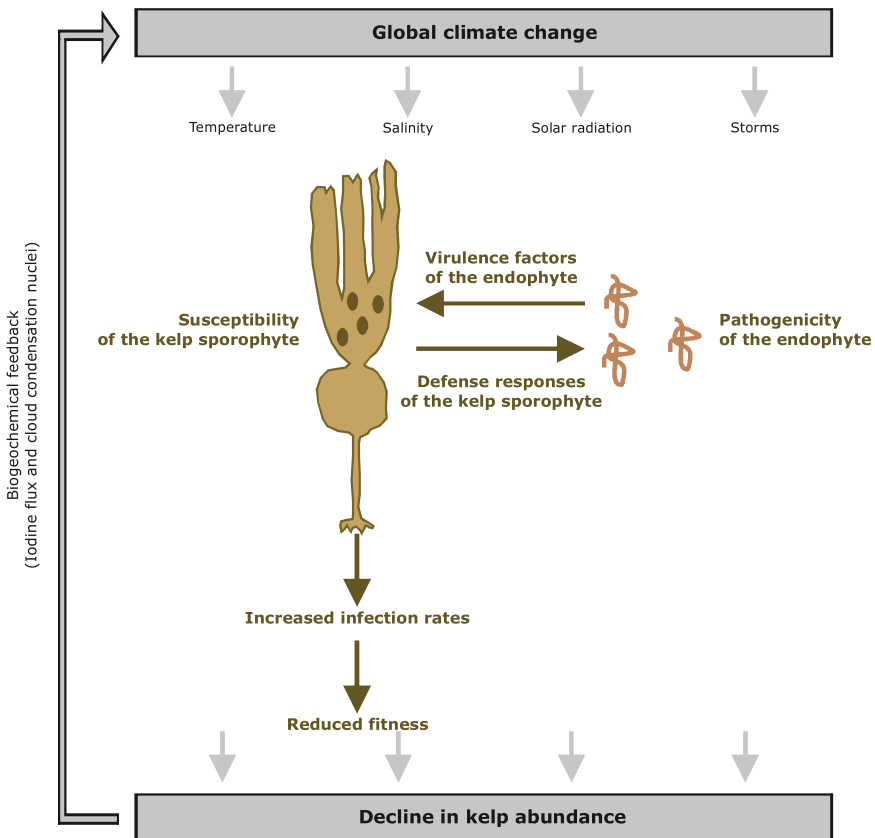 Global climate change
Temperature
Salinity
Solar radiation
Storms
Biogeochemical feedback
(Iodine flux and cloud condensation nuclei)
Virulence factors
of the endophyte
Susceptibility
of the kelp sporophyte
Pathogenicity
of the endophyte
Defense responses
of the kelp sporophyte
Increased infection rates
Reduced fitness
Decline in kelp abundance